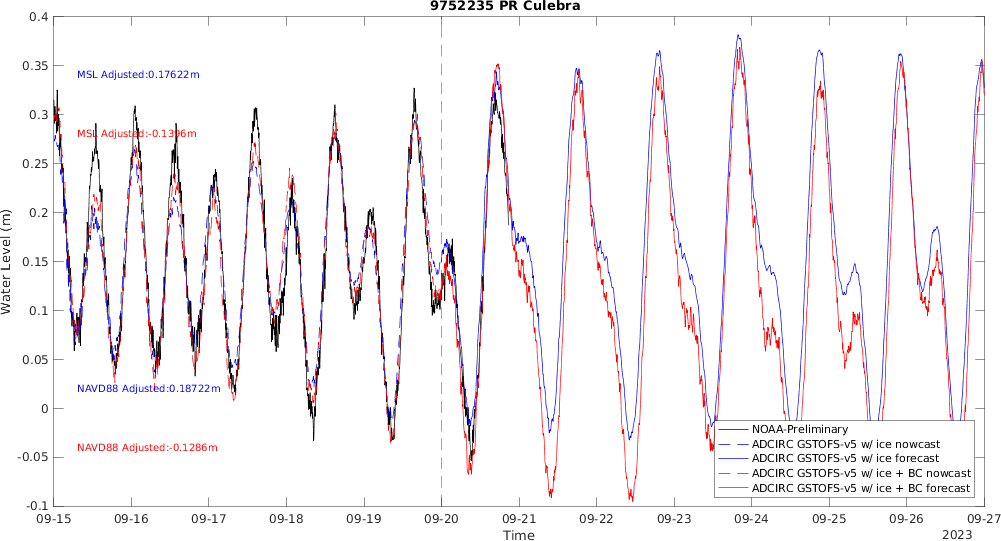 9752235 PR Culebra
0.4
0.35
0.3
0.25
0.2
0.15
0.1
0.05
0
-0.05
-0.1
Water Level (m)
MSL Adjusted:0.17622m
MSL Adjusted:-0.1396m
NAVD88 Adjusted:0.18722m
NAVD88 Adjusted:-0.1286m
NOAA-Preliminary
ADCIRC GSTOFS-v5 w/ ice nowcast
ADCIRC GSTOFS-v5 w/ ice forecast
ADCIRC GSTOFS-v5 w/ ice + BC nowcast
ADCIRC GSTOFS-v5 w/ ice + BC forecast
09-15 09-16 09-17 09-18 09-19 09-20 09-21 09-22 09-23 09-24 09-25 09-26 09-27
Time
2023